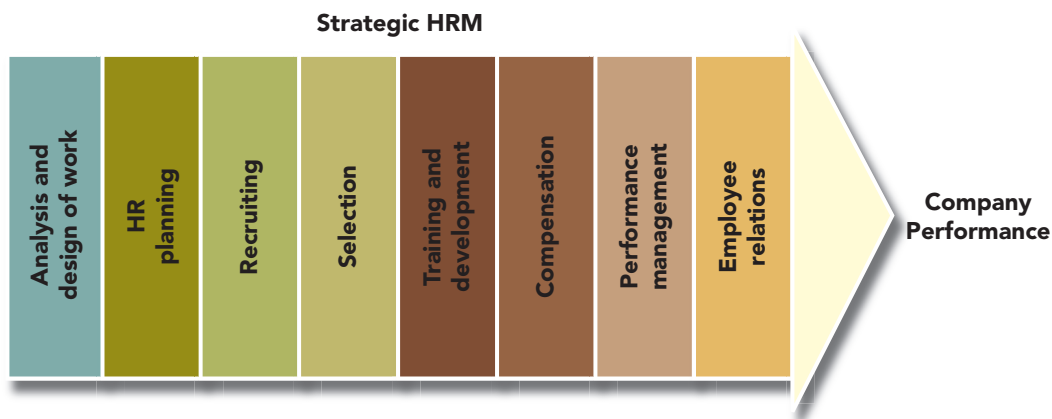 Strategic HRM
Analysis and
design of work
HR
planning
Recruiting
Selection
Training and
development
Compensation
Performance
management
Employee
relations
Company
Performance